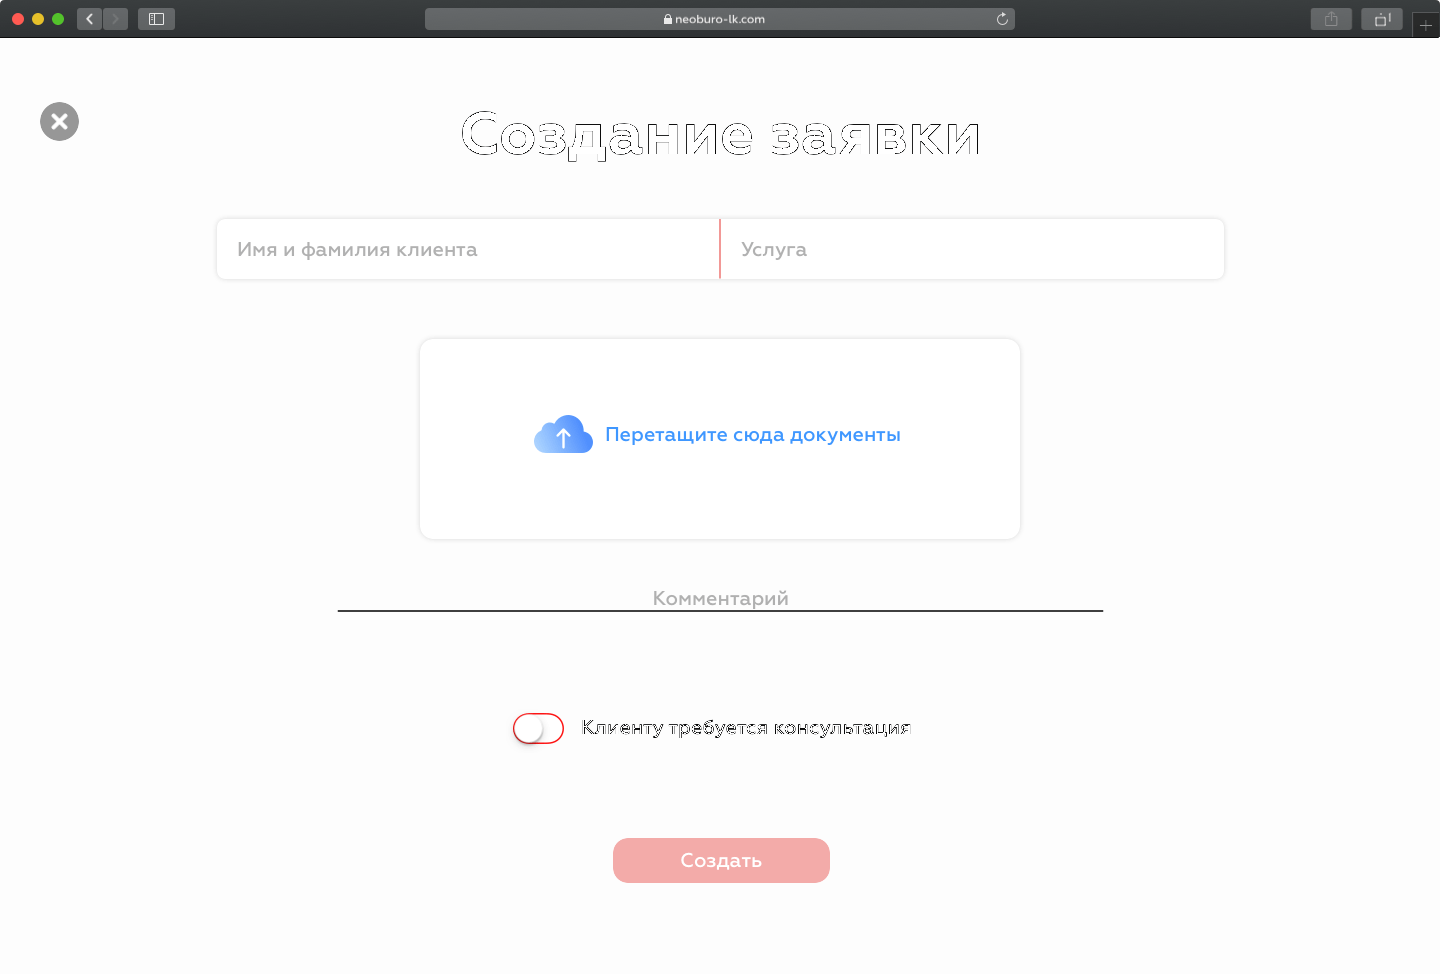 neoburo-lk.com
Создание заявки
Имя и фамилия клиента
Услуга
Перетащите сюда документы
Комментарий
Клиенту требуется консультация
Создать